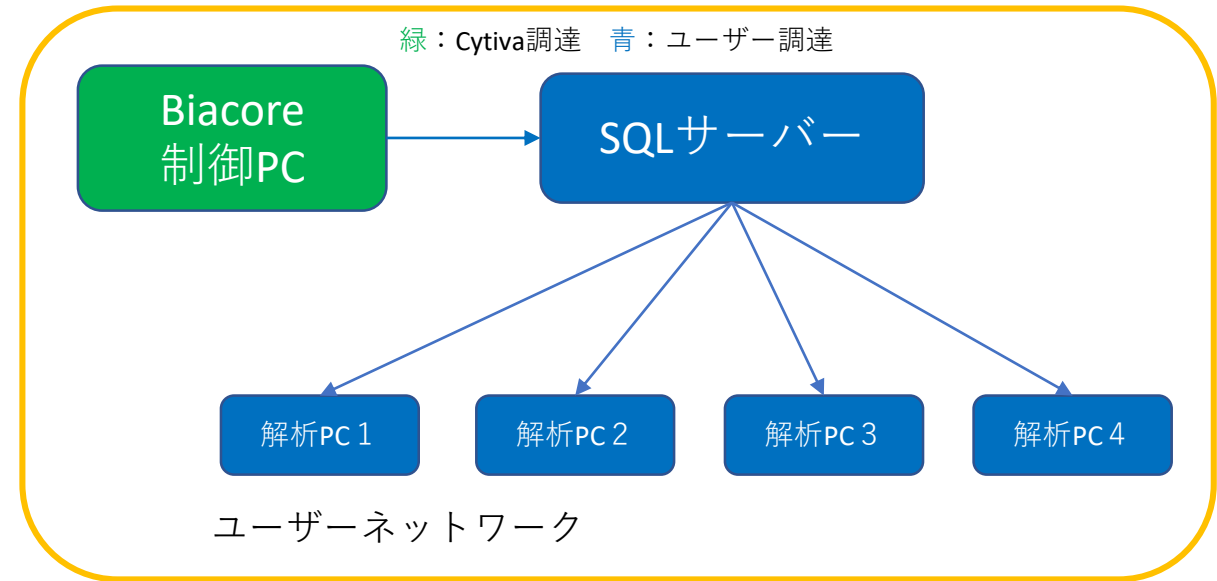 緑：Cytiva調達　青：ユーザー調達
Biacore
制御PC
SQLサーバー
解析PC１
解析PC２
解析PC３
解析PC４
ユーザーネットワーク